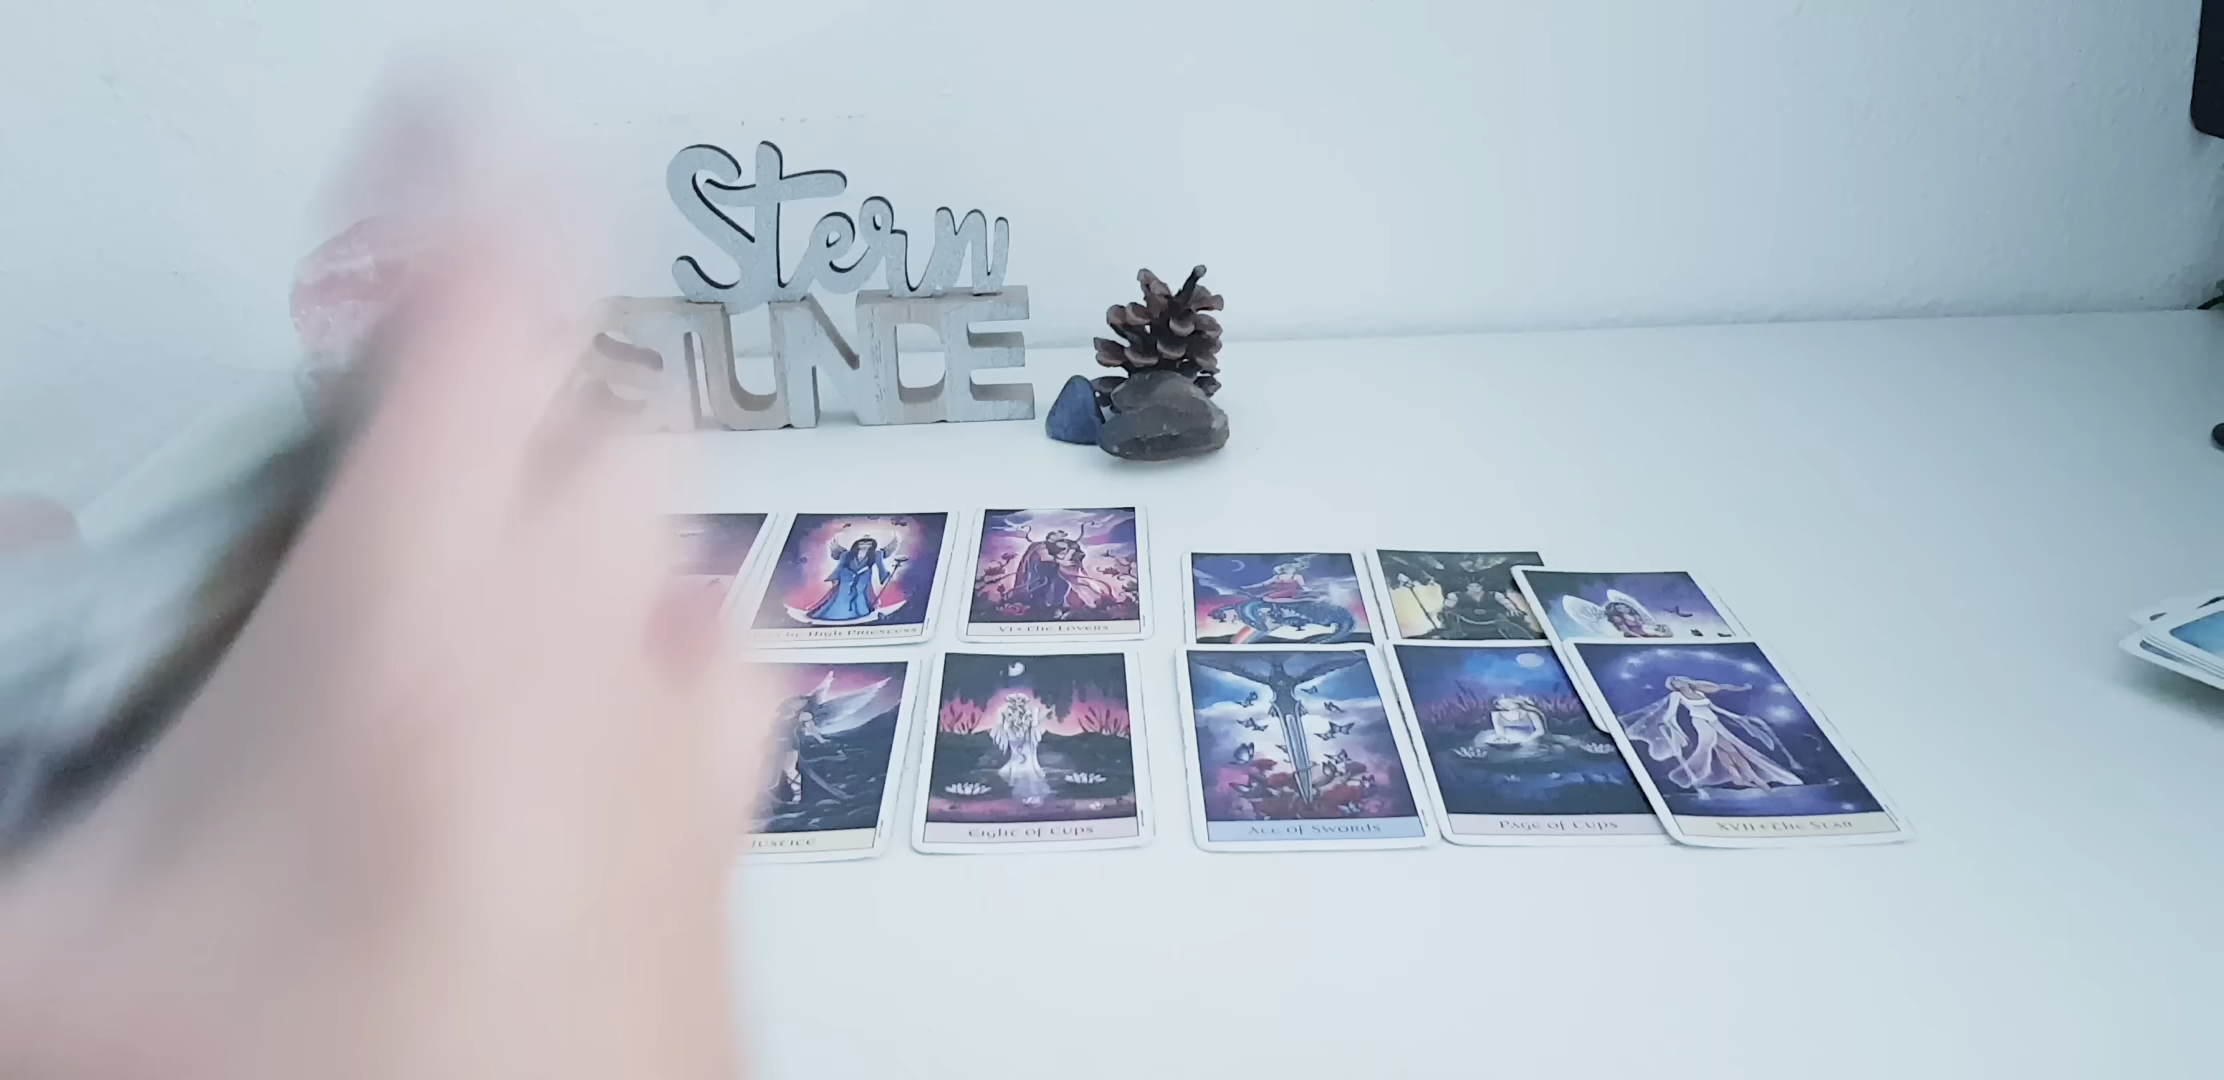 Stern
STUNDE
The High Priestess
VI • The Lovers
Justice
Eight of Cups
Ace of Swords
Page of Cups
XVII • The Star